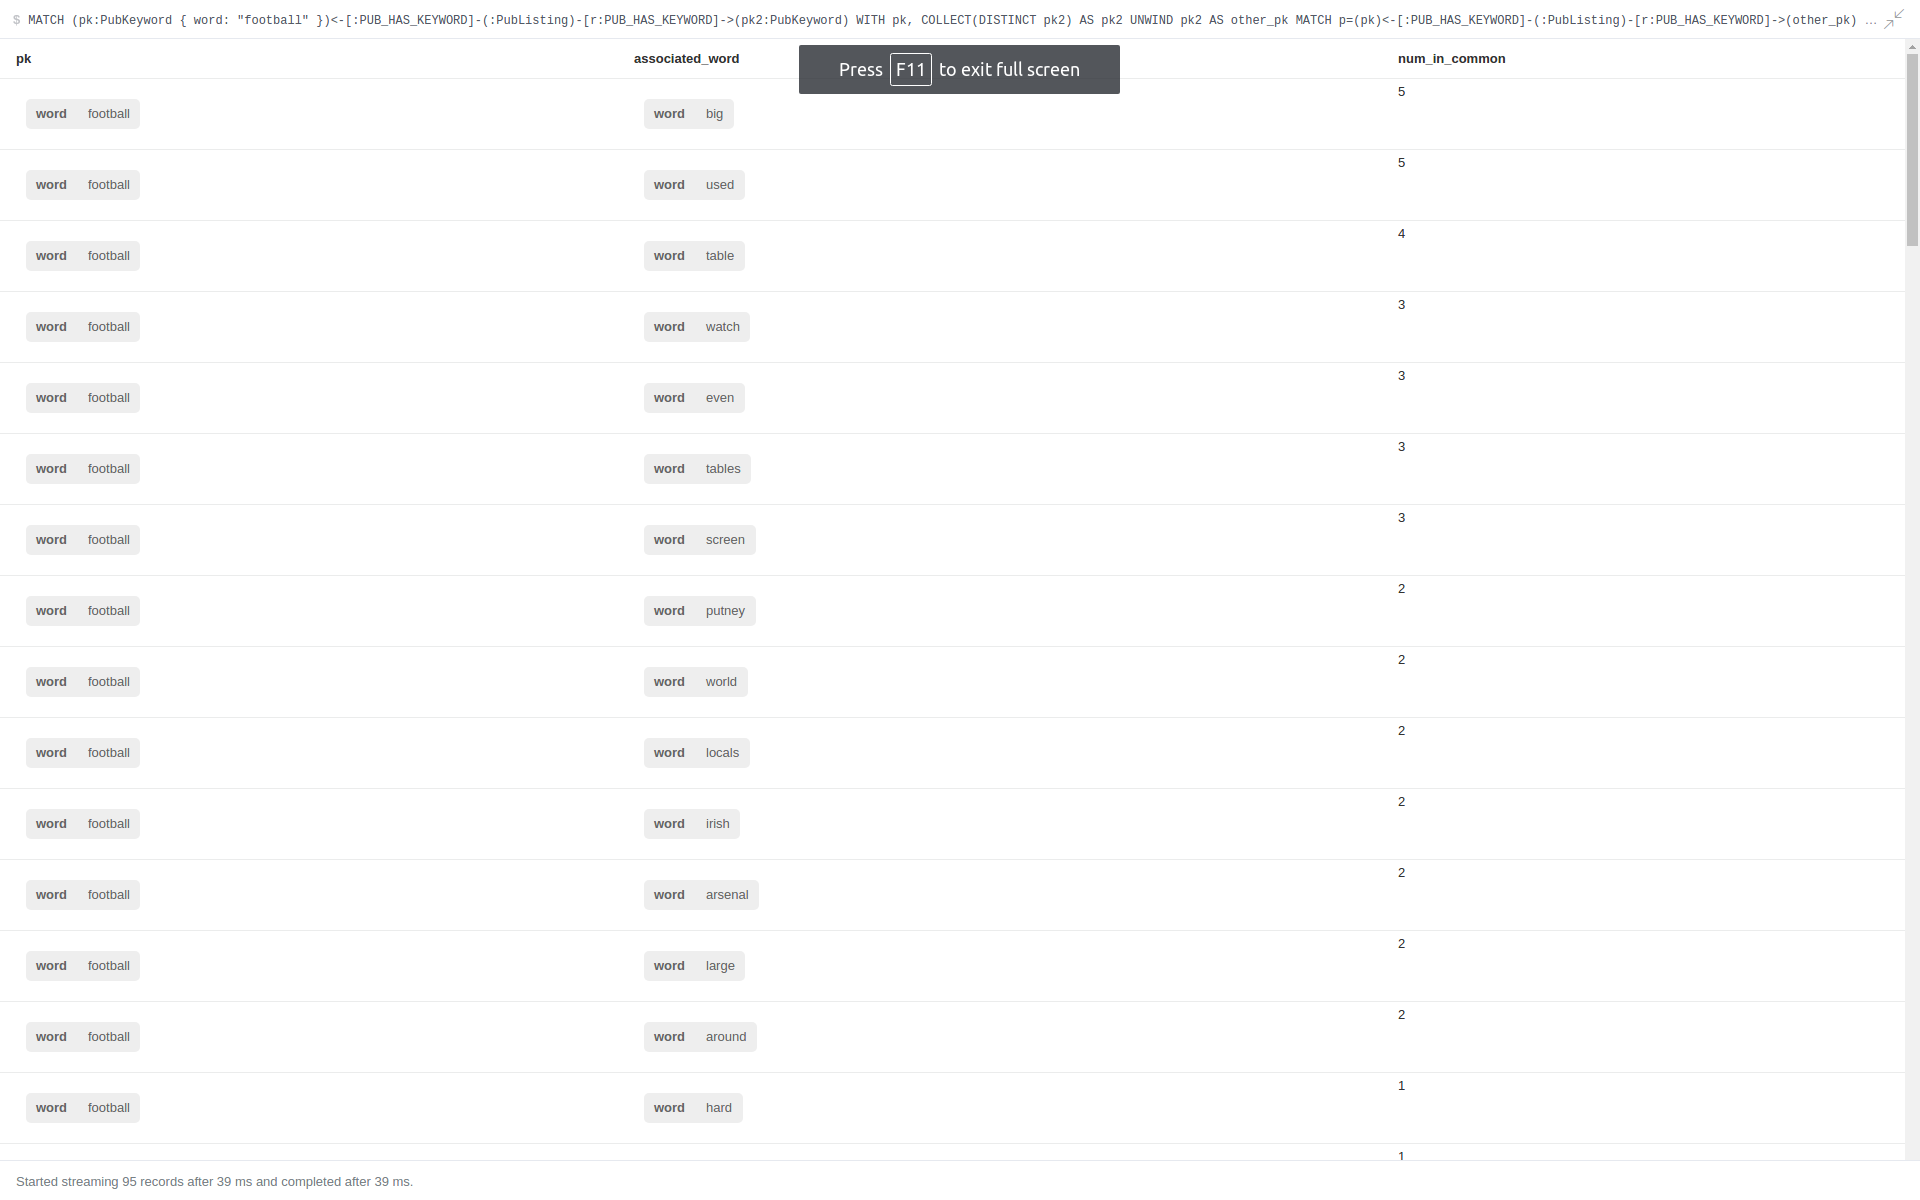 $ MATCH (pk:PubKeyword { word: "football" })<-[:PUB_HAS_KEYWORD]-(:PubListing)-[r:PUB_HAS_KEYWORD]->(pk2:PubKeyword) WITH pk, COLLECT(DISTINCT pk2) AS pk2 UNWIND pk2 AS other_pk MATCH p=(pk)<-[:PUB_HAS_KEYWORD]-(:PubListing)-[r:PUB_HAS_KEYWORD]->(other_pk) …
pk associated_word num_in_common
Press F11 to exit full screen
word football word big 5
word football word used 5
word football word table 4
word football word watch 3
word football word even 3
word football word tables 3
word football word screen 3
word football word putney 2
word football word world 2
word football word locals 2
word football word irish 2
word football word arsenal 2
word football word large 2
word football word around 2
word football word hard 1
1
Started streaming 95 records after 39 ms and completed after 39 ms.